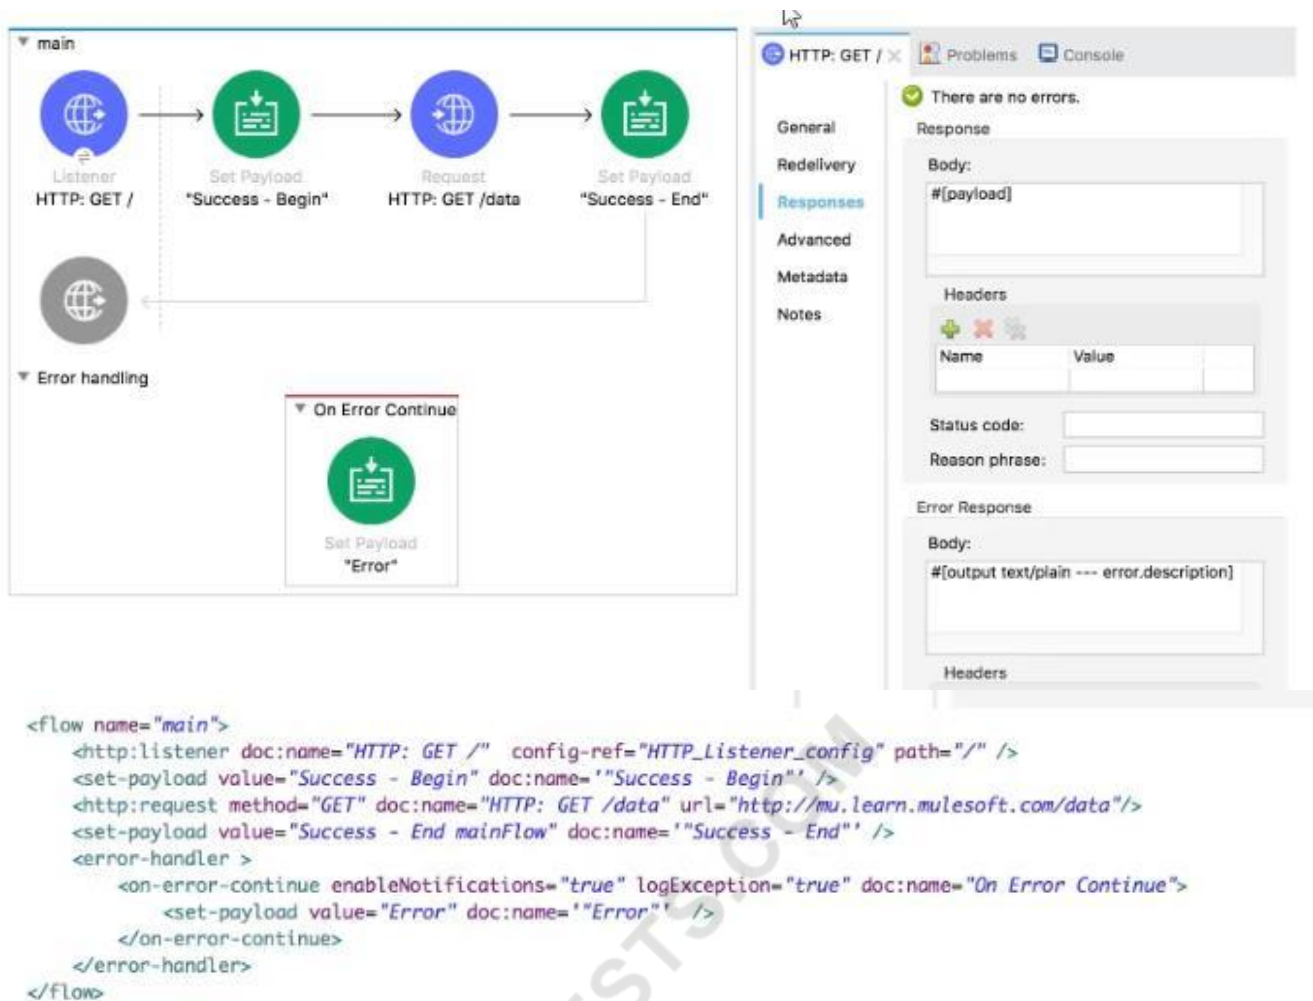 main
Listener
HTTP: GET /
Set Payload
"Success - Begin"
Request
HTTP: GET /data
Set Payload
"Success - End"
Error handling
On Error Continue
Set Payload
"Error"
HTTP: GET /
Problems
Console
There are no errors.
General
Redelivery
Responses
Advanced
Metadata
Notes
Response
Body:
#[payload]
Headers
Name Value
Status code:
Reason phrase:
Error Response
Body:
#[output text/plain --- error.description]
Headers
<flow name="main">
<http:listener doc:name="HTTP: GET /" config-ref="HTTP_Listener_config" path="/" />
<set-payload value="Success - Begin" doc:name='"Success - Begin"' />
<http:request method="GET" doc:name="HTTP: GET /data" url="http://mu.learn.mulesoft.com/data"/>
<set-payload value="Success - End mainFlow" doc:name='"Success - End"' />
<error-handler >
<on-error-continue enableNotifications="true" logException="true" doc:name="On Error Continue">
<set-payload value="Error" doc:name='"Error"' />
</on-error-continue>
</error-handler>
</flow>
STS.COM